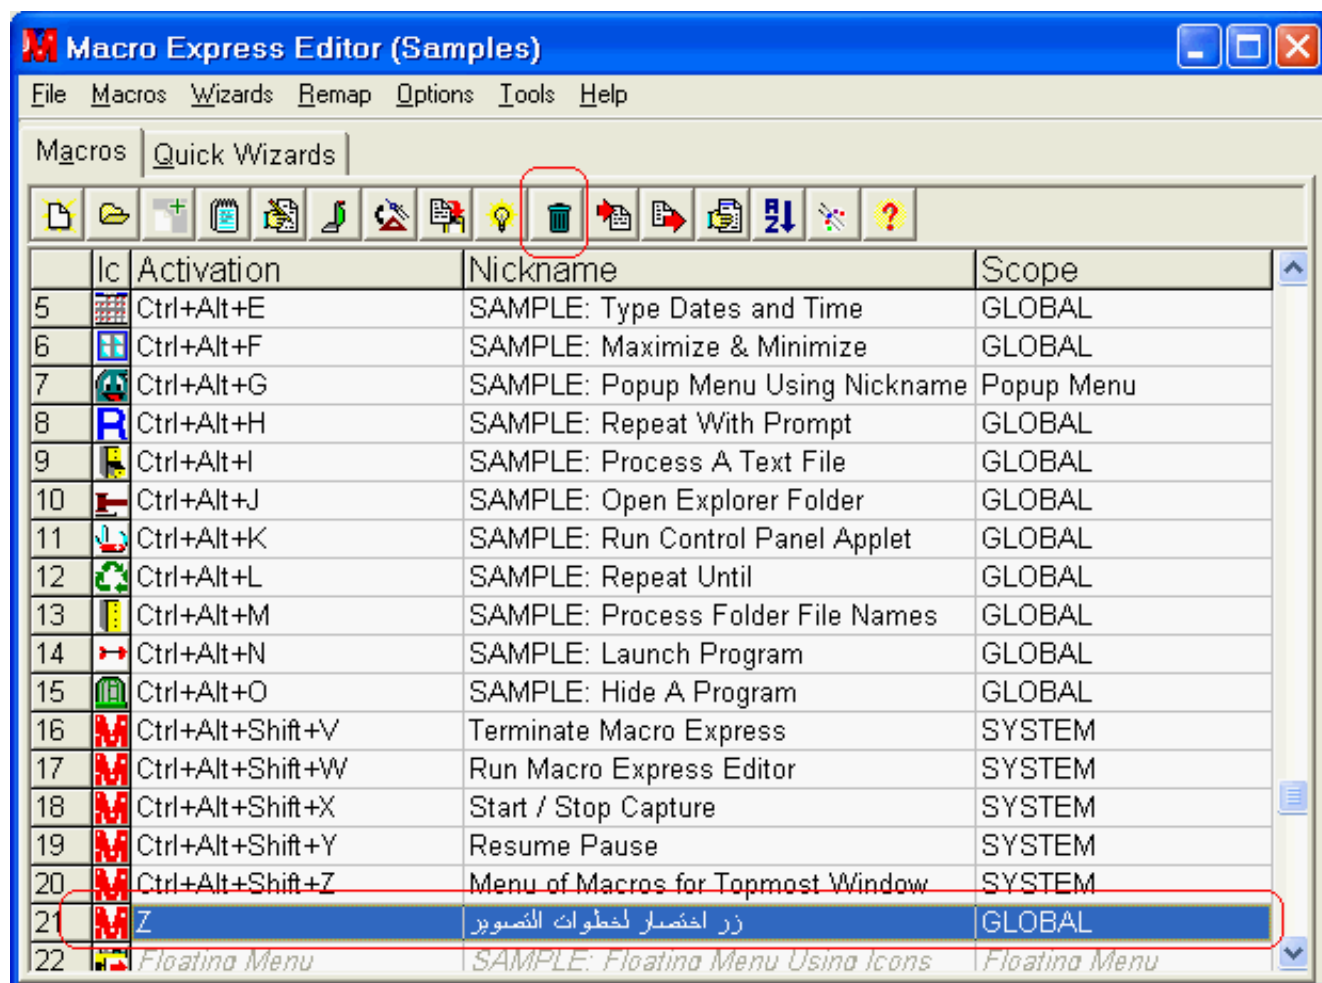 Macro Express Editor (Samples)
File Macros Wizards Remap Options Tools Help
Macros Quick Wizards
Ic Activation Nickname Scope
5 Ctrl+Alt+E SAMPLE: Type Dates and Time GLOBAL
6 Ctrl+Alt+F SAMPLE: Maximize & Minimize GLOBAL
7 Ctrl+Alt+G SAMPLE: Popup Menu Using Nickname Popup Menu
8 Ctrl+Alt+H SAMPLE: Repeat With Prompt GLOBAL
9 Ctrl+Alt+I SAMPLE: Process A Text File GLOBAL
10 Ctrl+Alt+J SAMPLE: Open Explorer Folder GLOBAL
11 Ctrl+Alt+K SAMPLE: Run Control Panel Applet GLOBAL
12 Ctrl+Alt+L SAMPLE: Repeat Until GLOBAL
13 Ctrl+Alt+M SAMPLE: Process Folder File Names GLOBAL
14 Ctrl+Alt+N SAMPLE: Launch Program GLOBAL
15 Ctrl+Alt+O SAMPLE: Hide A Program GLOBAL
16 Ctrl+Alt+Shift+V Terminate Macro Express SYSTEM
17 Ctrl+Alt+Shift+W Run Macro Express Editor SYSTEM
18 Ctrl+Alt+Shift+X Start / Stop Capture SYSTEM
19 Ctrl+Alt+Shift+Y Resume Pause SYSTEM
20 Ctrl+Alt+Shift+Z Menu of Macros for Topmost Window SYSTEM
21 Z زر اختصار لخطوات التصوير GLOBAL
22 Floating Menu SAMPLE: Floating Menu Using Icons Floating Menu